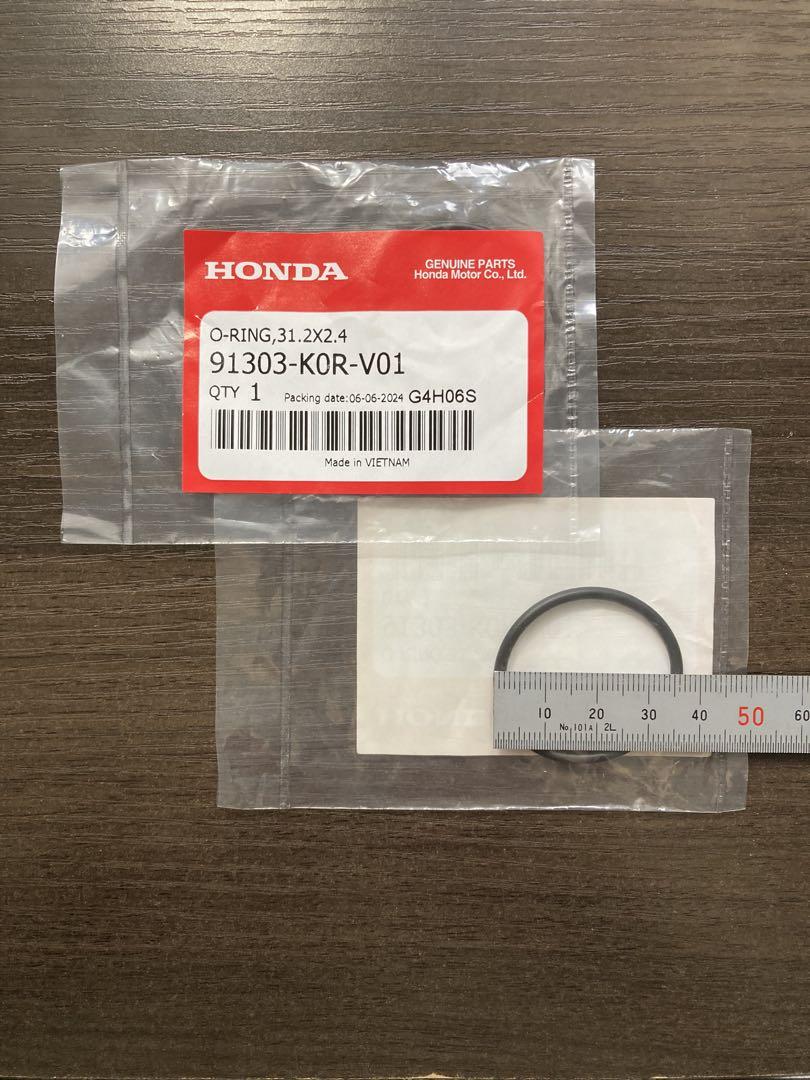 HONDA
GENUINE PARTS
Honda Motor Co., Ltd.
O-RING,31.2X2.4
91303-K0R-V01
QTY 1 Packing date:06-06-2024 G4H06S
Made in VIETNAM
10 20 30 40 50 60
No.101A 2L